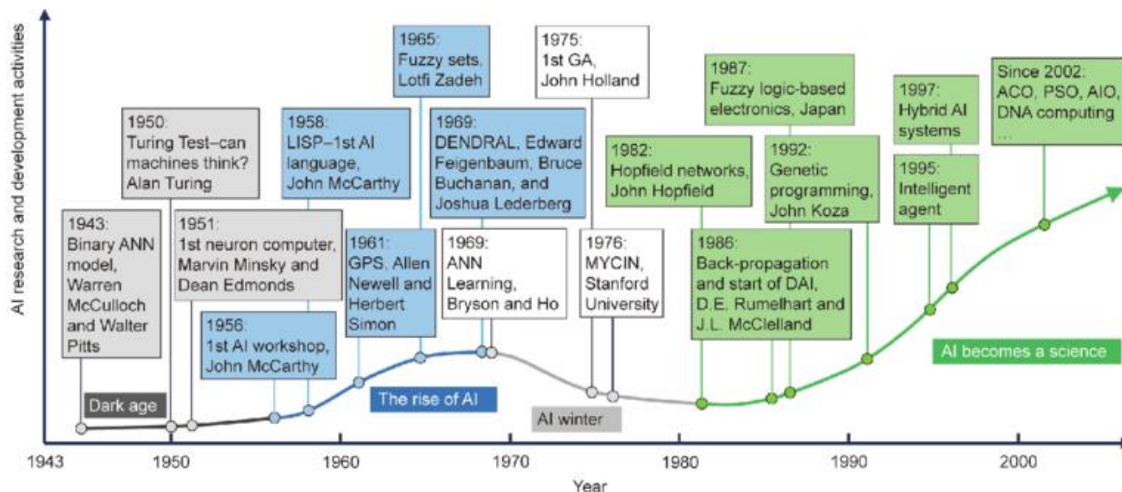 AI research and development activities
1943:
Binary ANN
model,
Warren
McCulloch
and Walter
Pitts
1950:
Turing Test–can
machines think?
Alan Turing
1951:
1st neuron computer,
Marvin Minsky and
Dean Edmonds
1956:
1st AI workshop,
John McCarthy
1958:
LISP–1st AI
language,
John McCarthy
1961:
GPS, Allen
Newell and
Herbert
Simon
1965:
Fuzzy sets,
Lotfi Zadeh
1969:
DENDRAL, Edward
Feigenbaum, Bruce
Buchanan, and
Joshua Lederberg
1969:
ANN
Learning,
Bryson and Ho
1975:
1st GA,
John Holland
1976:
MYCIN,
Stanford
University
1982:
Hopfield networks,
John Hopfield
1986:
Back-propagation
and start of DAI,
D.E. Rumelhart and
J.L. McClelland
1987:
Fuzzy logic-based
electronics, Japan
1992:
Genetic
programming,
John Koza
1995:
Intelligent
agent
1997:
Hybrid AI
systems
Since 2002:
ACO, PSO, AIO,
DNA computing
...
Dark age
The rise of AI
AI winter
AI becomes a science
1943 1950 1960 1970 1980 1990 2000
Year